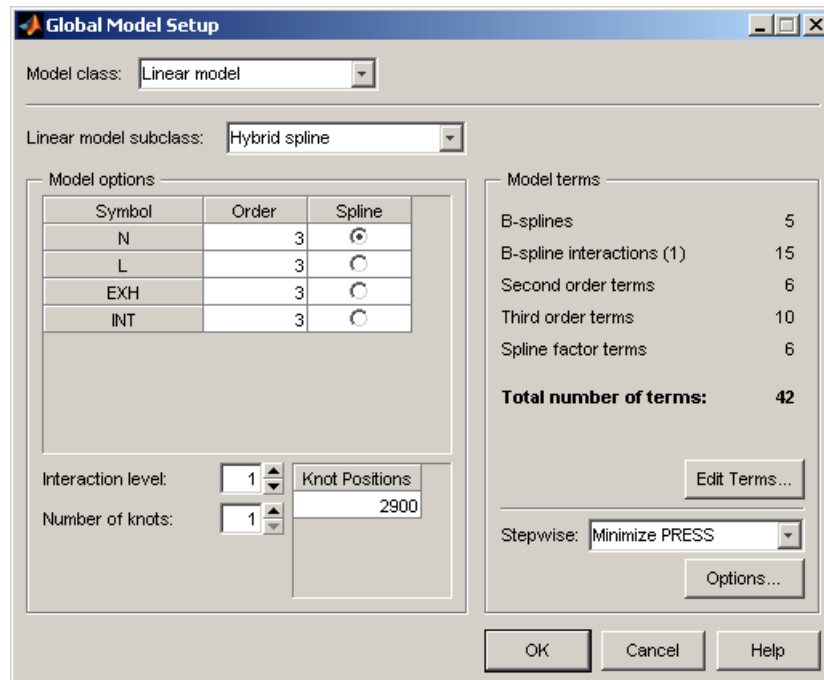 Global Model Setup
Model class: Linear model
Linear model subclass: Hybrid spline
Model options
Symbol Order Spline
N 3
L 3
EXH 3
INT 3
Interaction level: 1
Number of knots: 1
Knot Positions
2900
Model terms
B-splines 5
B-spline interactions (1) 15
Second order terms 6
Third order terms 10
Spline factor terms 6
Total number of terms: 42
Edit Terms...
Stepwise: Minimize PRESS
Options...
OK Cancel Help